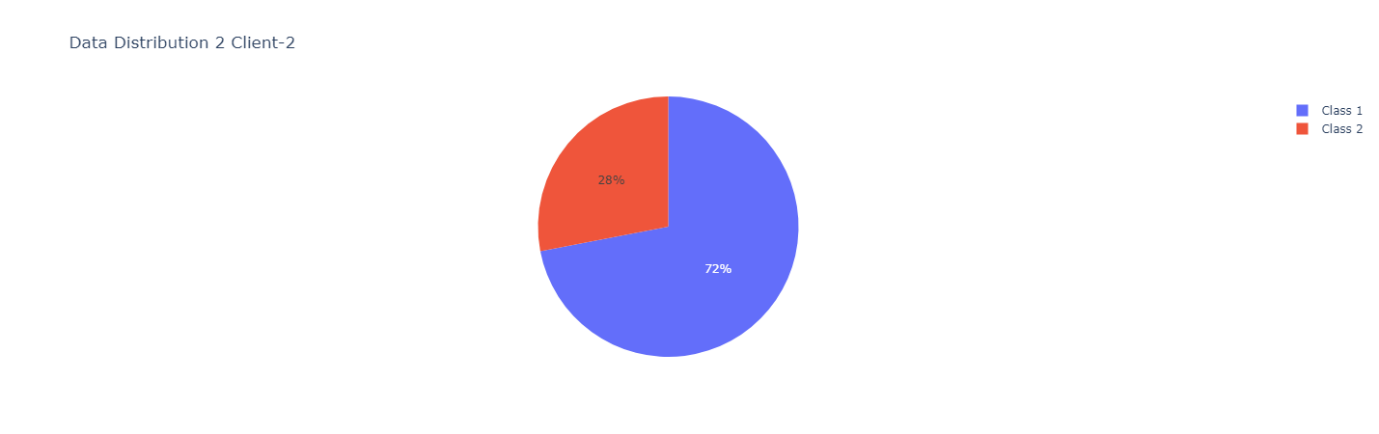 Data Distribution 2 Client-2
Class 1
Class 2
28%
72%